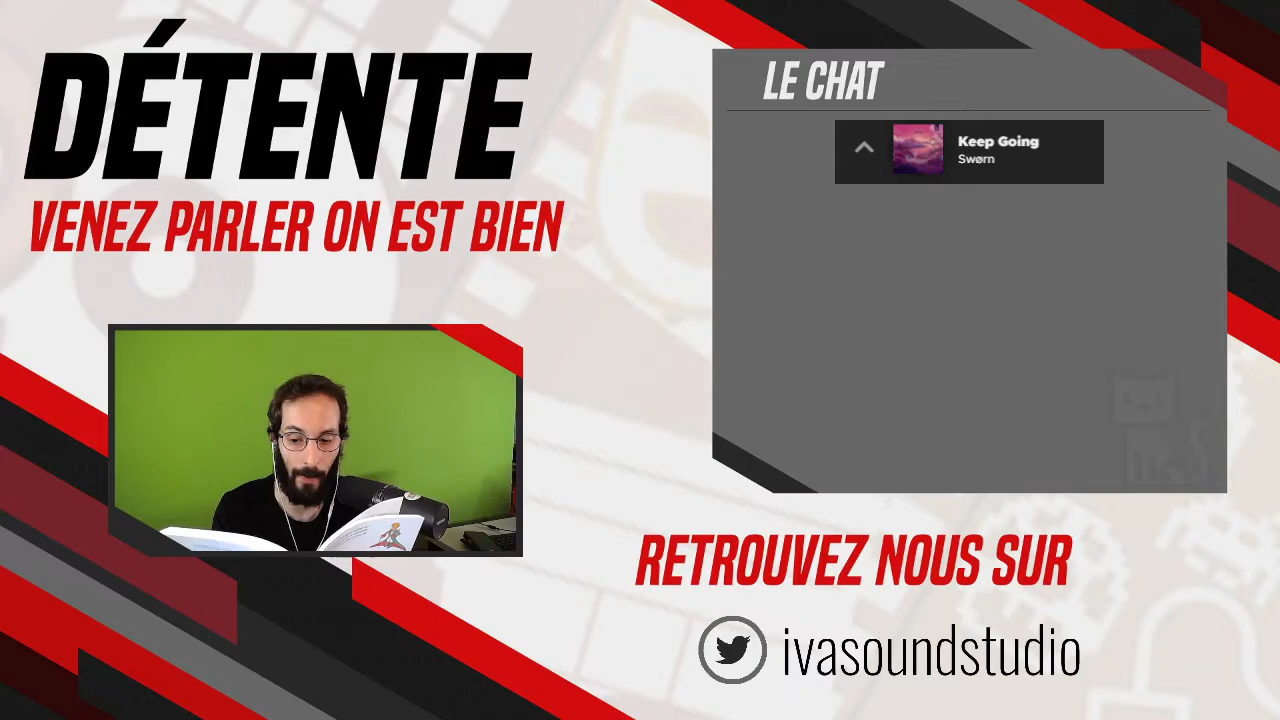 DÉTENTE
VENEZ PARLER ON EST BIEN
LE CHAT
Keep Going
Swørn
RETROUVEZ NOUS SUR
ivasoundstudio